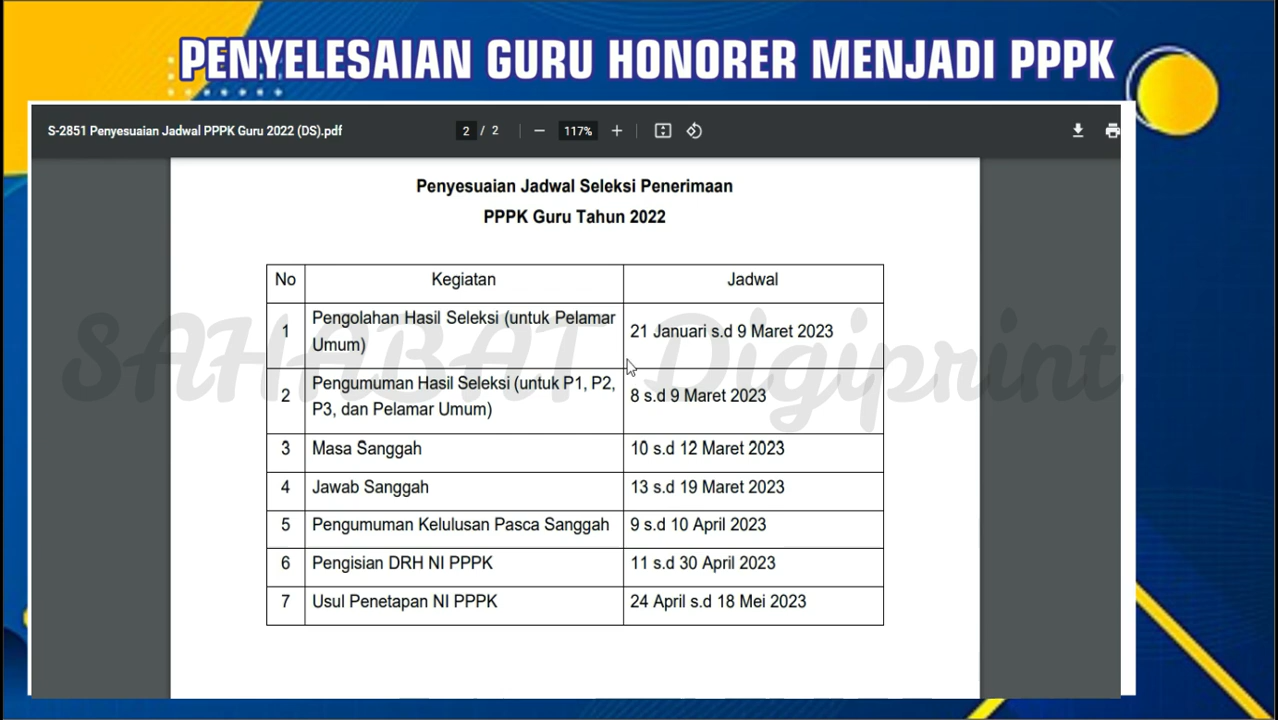 PENYELESAIAN GURU HONORER MENJADI PPPK
S-2851 Penyesuaian Jadwal PPPK Guru 2022 (DS).pdf
2 / 2
117%
Penyesuaian Jadwal Seleksi Penerimaan
PPPK Guru Tahun 2022
No Kegiatan Jadwal
1 Pengolahan Hasil Seleksi (untuk Pelamar
Umum) 21 Januari s.d 9 Maret 2023
2 Pengumuman Hasil Seleksi (untuk P1, P2,
P3, dan Pelamar Umum) 8 s.d 9 Maret 2023
3 Masa Sanggah 10 s.d 12 Maret 2023
4 Jawab Sanggah 13 s.d 19 Maret 2023
5 Pengumuman Kelulusan Pasca Sanggah 9 s.d 10 April 2023
6 Pengisian DRH NI PPPK 11 s.d 30 April 2023
7 Usul Penetapan NI PPPK 24 April s.d 18 Mei 2023
SAHABAT Digiprint